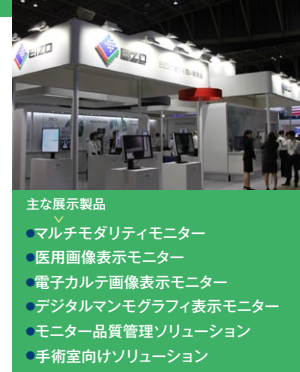 EIZO
EIZO
主な展示製品
●マルチモダリティモニター
●医用画像表示モニター
●電子カルテ画像表示モニター
●デジタルマンモグラフィ表示モニター
●モニター品質管理ソリューション
●手術室向けソリューション